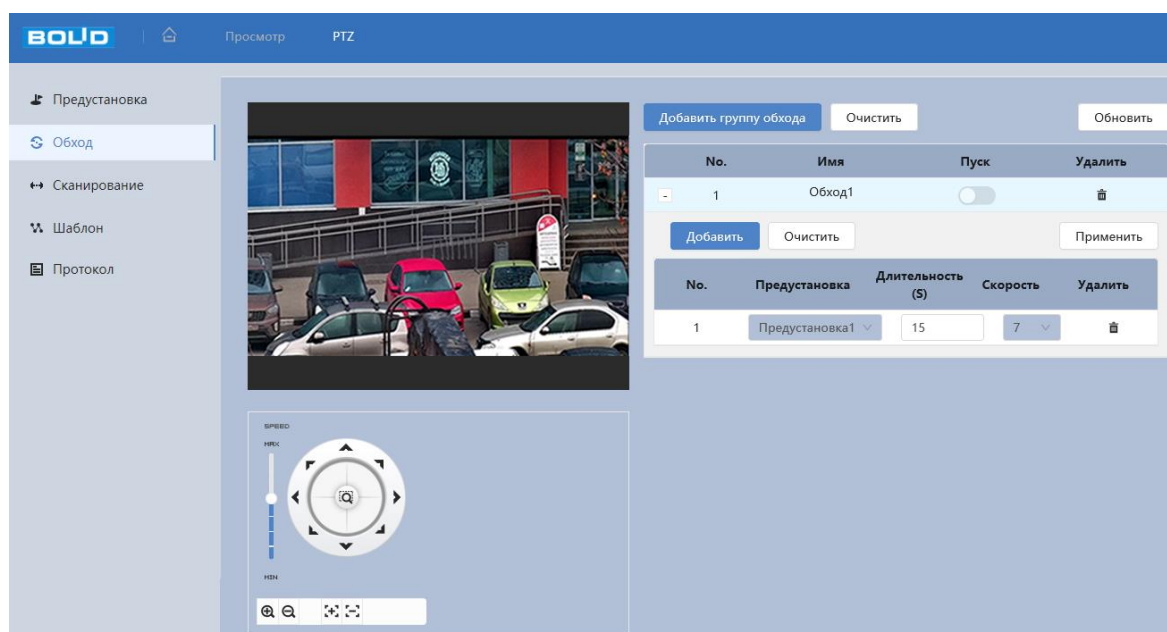 BOLID
Просмотр PTZ
Предустановка
Обход
Сканирование
Шаблон
Протокол
Добавить группу обхода Очистить Обновить
No. Имя Пуск Удалить
- 1 Обход1
Добавить Очистить Применить
No. Предустановка Длительность (S) Скорость Удалить
1 Предустановка1 15 7
SPEED
MAX
MIN